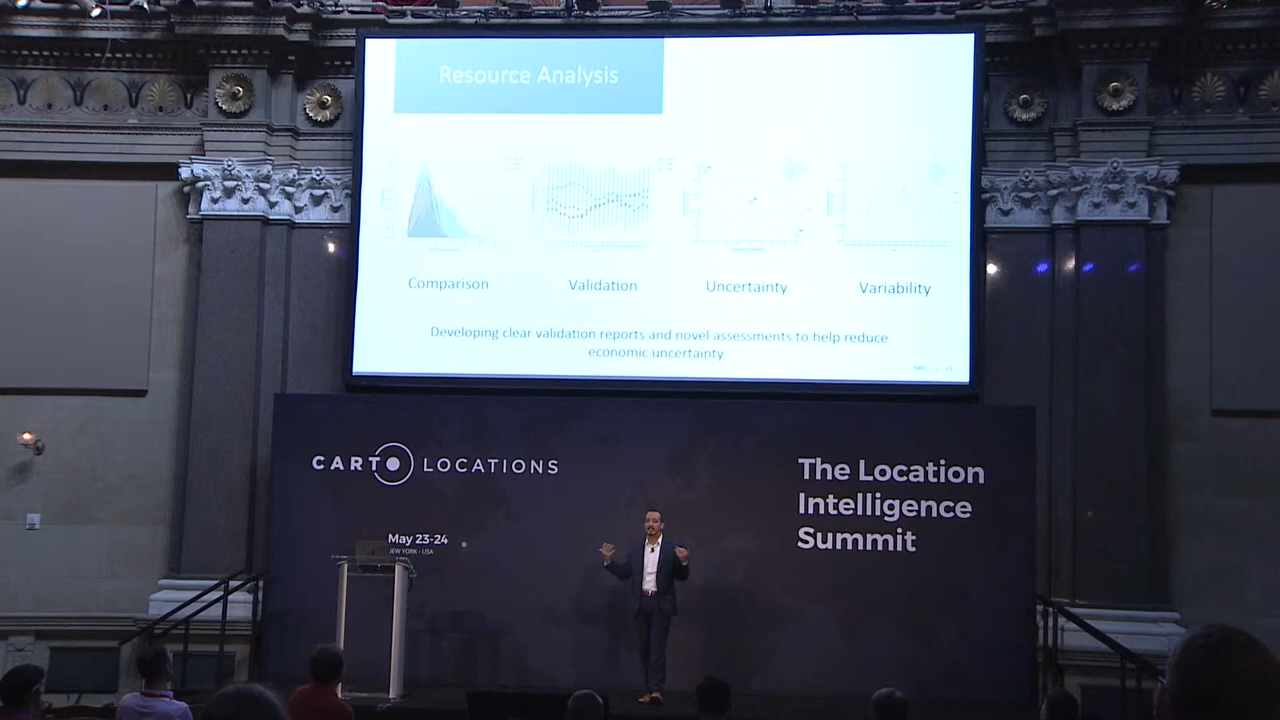 Resource Analysis
Comparison
Validation
Uncertainty
Variability
Developing clear validation reports and novel assessments to help reduce
economic uncertainty
CARTO LOCATIONS
The Location
Intelligence
Summit
May 23-24
NEW YORK - USA